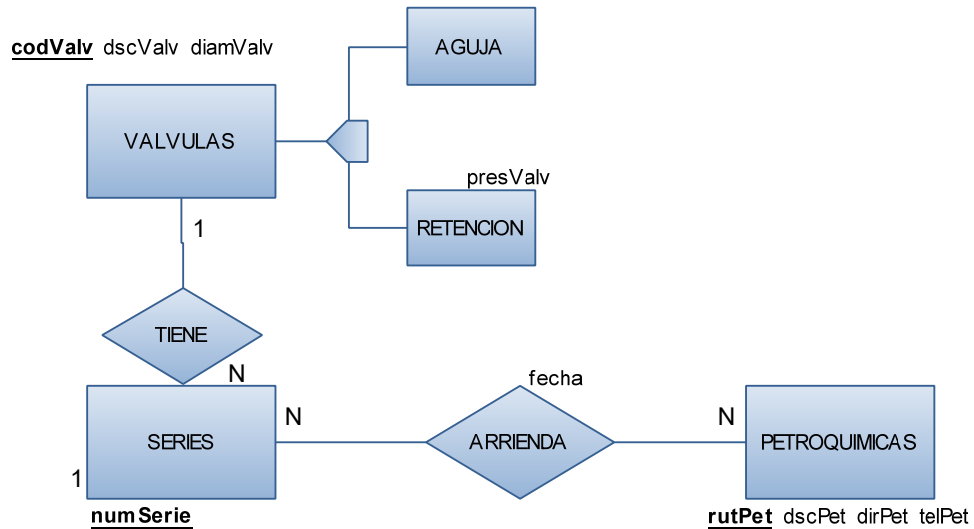 AGUJA
codValv dscValv diamValv
VALVULAS
presValv
RETENCION
1
TIENE
N
fecha
N
N
SERIES
ARRIENDA
PETROQUIMICAS
1
numSerie
rutPet dscPet dirPet telPet